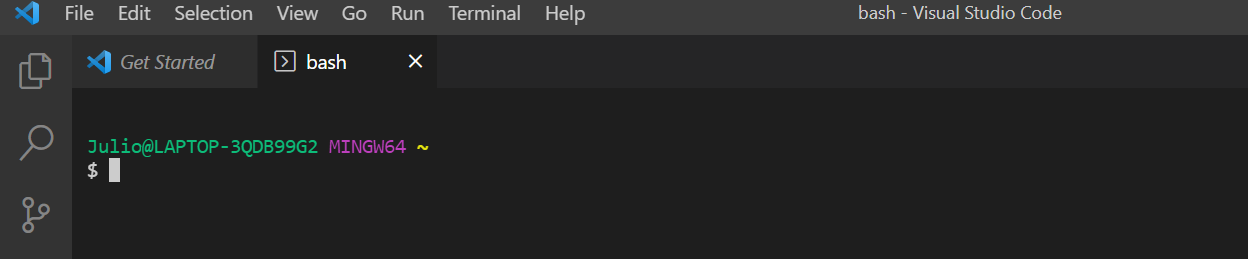 File Edit Selection View Go Run Terminal Help bash - Visual Studio Code
Get Started bash
Julio@LAPTOP-3QDB99G2 MINGW64 ~
$